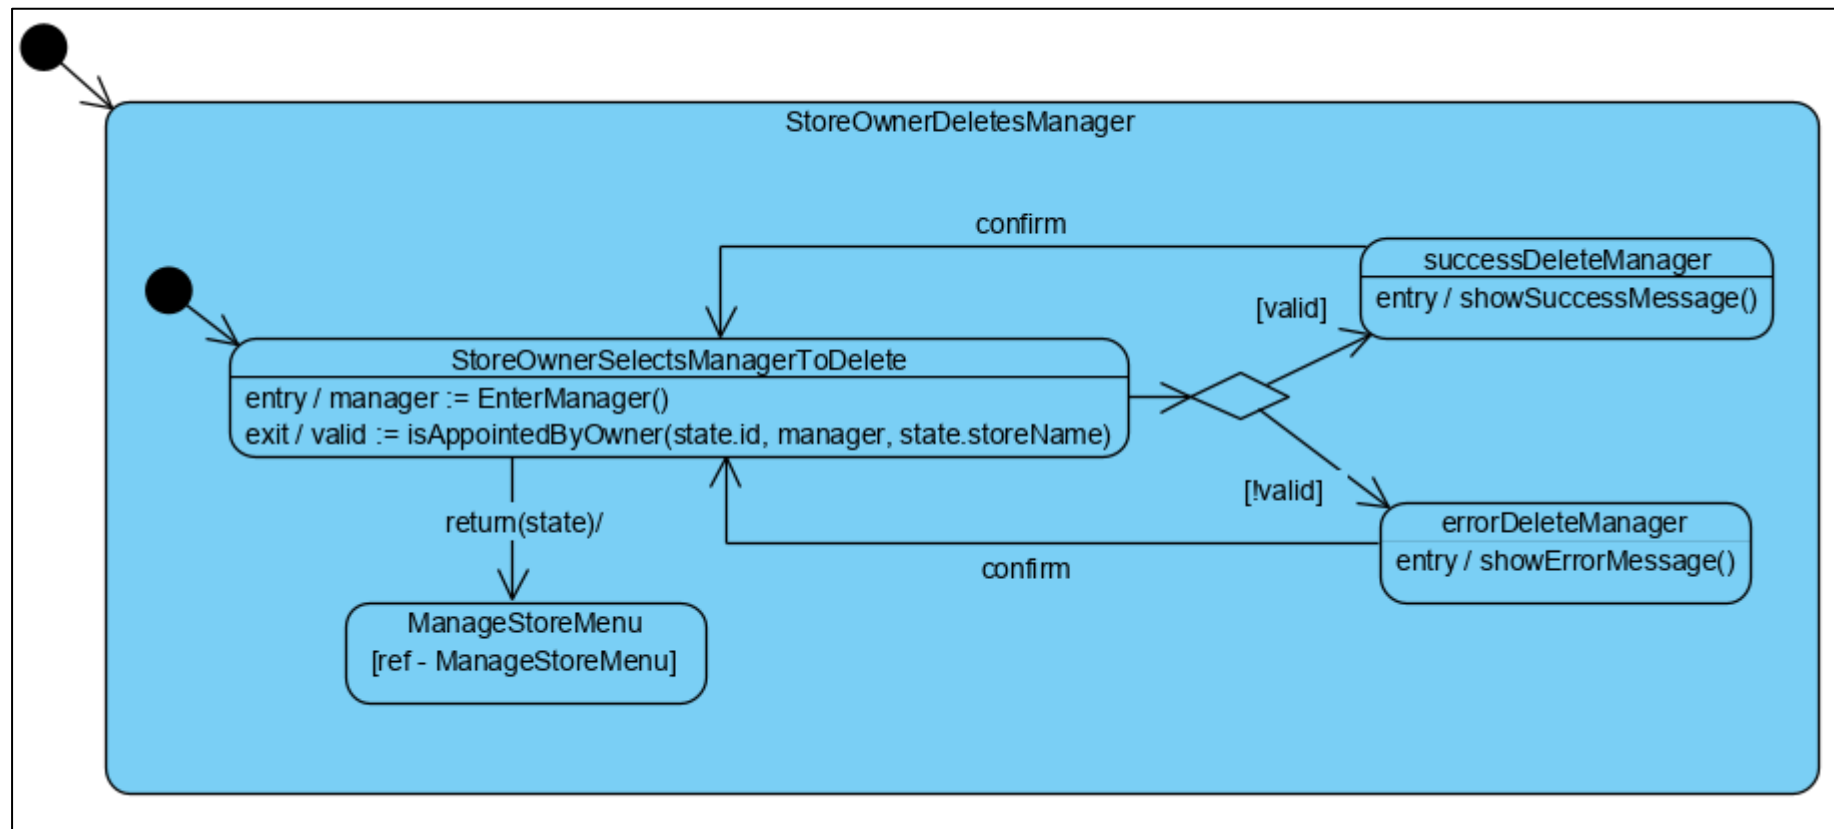 StoreOwnerDeletesManager
confirm
successDeleteManager
entry / showSuccessMessage()
[valid]
StoreOwnerSelectsManagerToDelete
entry / manager := EnterManager()
exit / valid := isAppointedByOwner(state.id, manager, state.storeName)
[!valid]
errorDeleteManager
entry / showErrorMessage()
return(state)/
confirm
ManageStoreMenu
[ref - ManageStoreMenu]